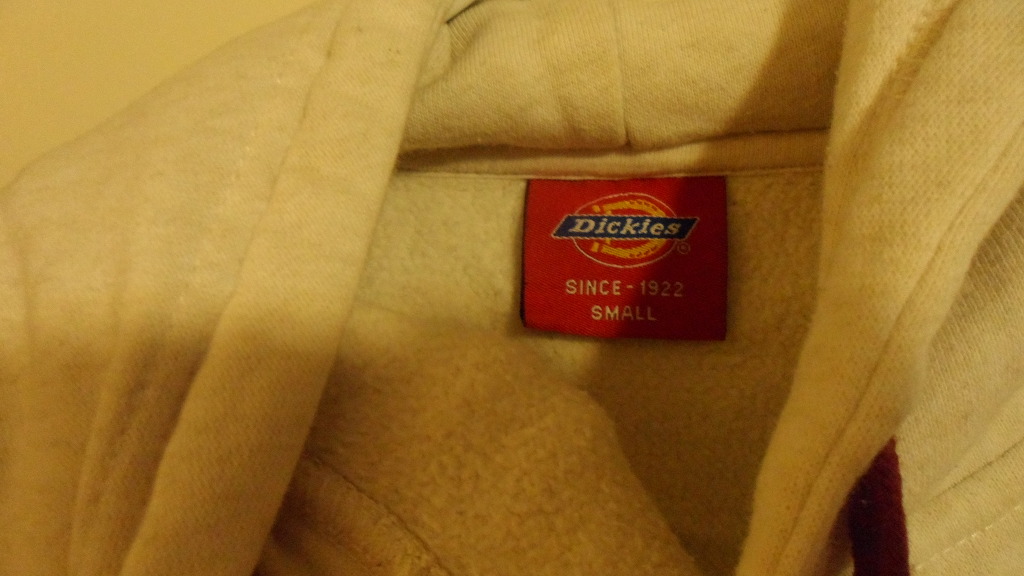 Dickies
®
SINCE-1922
SMALL